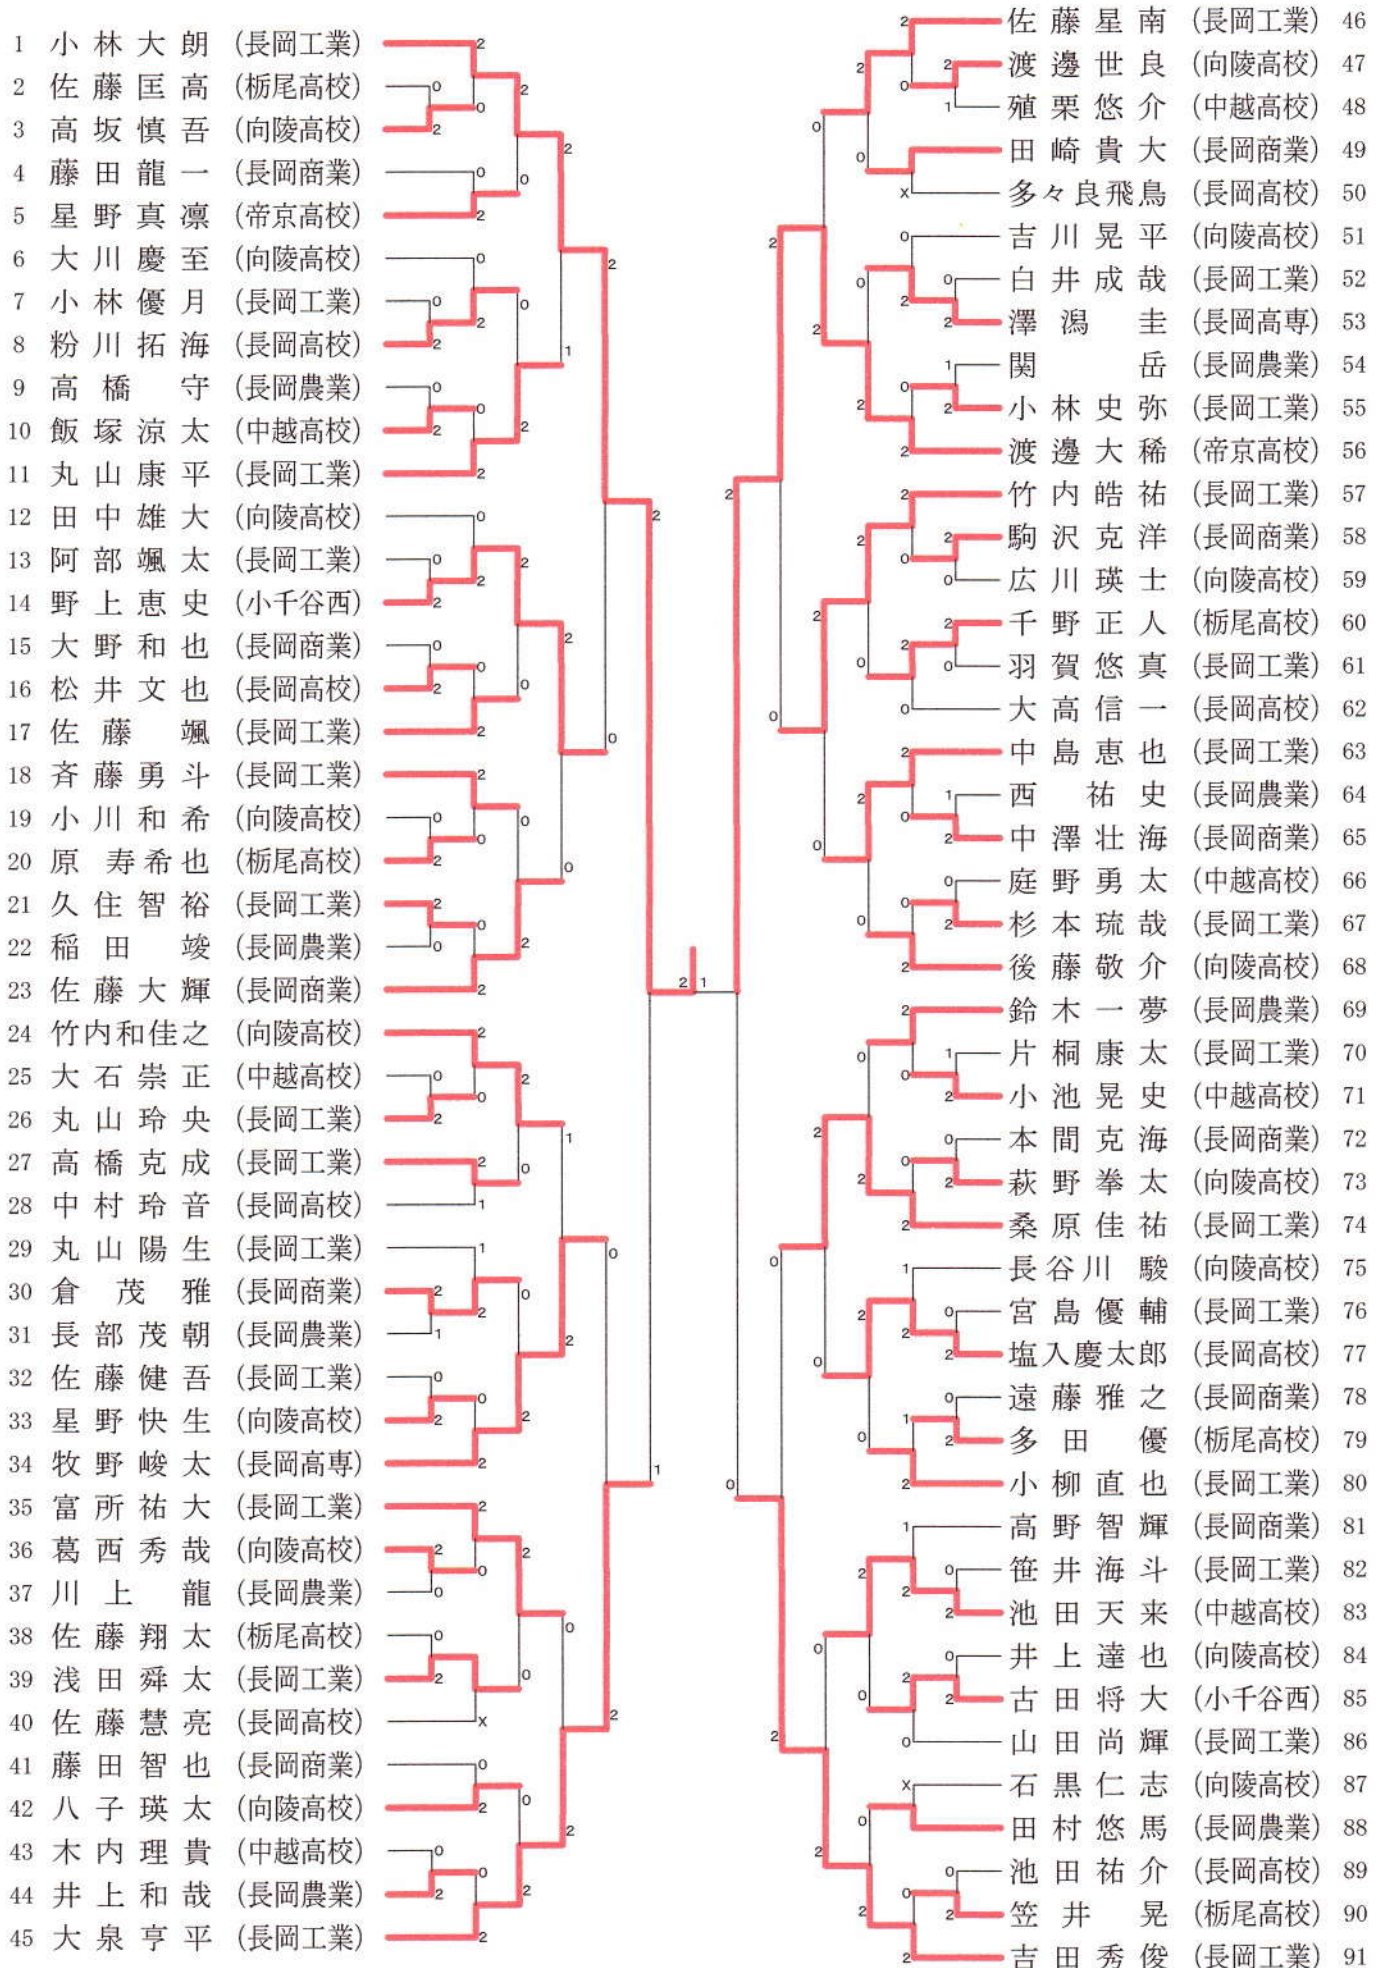 1 小林大朗 (長岡工業)
2 佐藤匡高 (栃尾高校)
3 高坂慎吾 (向陵高校)
4 藤田龍一 (長岡商業)
5 星野真凛 (帝京高校)
6 大川慶至 (向陵高校)
7 小林優月 (長岡工業)
8 粉川拓海 (長岡高校)
9 高橋守 (長岡農業)
10 飯塚涼太 (中越高校)
11 丸山康平 (長岡工業)
12 田中雄大 (向陵高校)
13 阿部颯太 (長岡工業)
14 野上恵史 (小千谷西)
15 大野和也 (長岡商業)
16 松井文也 (長岡高校)
17 佐藤颯 (長岡工業)
18 斉藤勇斗 (長岡工業)
19 小川和希 (向陵高校)
20 原寿希也 (栃尾高校)
21 久住智裕 (長岡工業)
22 稲田竣 (長岡農業)
23 佐藤大輝 (長岡商業)
24 竹内和佳之 (向陵高校)
25 大石崇正 (中越高校)
26 丸山玲央 (長岡工業)
27 高橋克成 (長岡工業)
28 中村玲音 (長岡高校)
29 丸山陽生 (長岡工業)
30 倉茂雅 (長岡商業)
31 長部茂朝 (長岡農業)
32 佐藤健吾 (長岡工業)
33 星野快生 (向陵高校)
34 牧野峻太 (長岡高専)
35 富所祐大 (長岡工業)
36 葛西秀哉 (向陵高校)
37 川上龍 (長岡農業)
38 佐藤翔太 (栃尾高校)
39 浅田舜太 (長岡工業)
40 佐藤慧亮 (長岡高校)
41 藤田智也 (長岡商業)
42 八子瑛太 (向陵高校)
43 木内理貴 (中越高校)
44 井上和哉 (長岡農業)
45 大泉亨平 (長岡工業)
佐藤星南 (長岡工業) 46
渡邊世良 (向陵高校) 47
殖栗悠介 (中越高校) 48
田崎貴大 (長岡商業) 49
多々良飛鳥 (長岡高校) 50
吉川晃平 (向陵高校) 51
白井成哉 (長岡工業) 52
澤潟圭 (長岡高専) 53
関岳 (長岡農業) 54
小林史弥 (長岡工業) 55
渡邊大稀 (帝京高校) 56
竹内皓祐 (長岡工業) 57
駒沢克洋 (長岡商業) 58
広川瑛士 (向陵高校) 59
千野正人 (栃尾高校) 60
羽賀悠真 (長岡工業) 61
大高信一 (長岡高校) 62
中島恵也 (長岡工業) 63
西祐史 (長岡農業) 64
中澤壮海 (長岡商業) 65
庭野勇太 (中越高校) 66
杉本琉哉 (長岡工業) 67
後藤敬介 (向陵高校) 68
鈴木一夢 (長岡農業) 69
片桐康太 (長岡工業) 70
小池晃史 (中越高校) 71
本間克海 (長岡商業) 72
萩野拳太 (向陵高校) 73
桑原佳祐 (長岡工業) 74
長谷川駿 (向陵高校) 75
宮島優輔 (長岡工業) 76
塩入慶太郎 (長岡高校) 77
遠藤雅之 (長岡商業) 78
多田優 (栃尾高校) 79
小柳直也 (長岡工業) 80
高野智輝 (長岡商業) 81
笹井海斗 (長岡工業) 82
池田天来 (中越高校) 83
井上達也 (向陵高校) 84
古田将大 (小千谷西) 85
山田尚輝 (長岡工業) 86
石黒仁志 (向陵高校) 87
田村悠馬 (長岡農業) 88
池田祐介 (長岡高校) 89
笠井晃 (栃尾高校) 90
吉田秀俊 (長岡工業) 91